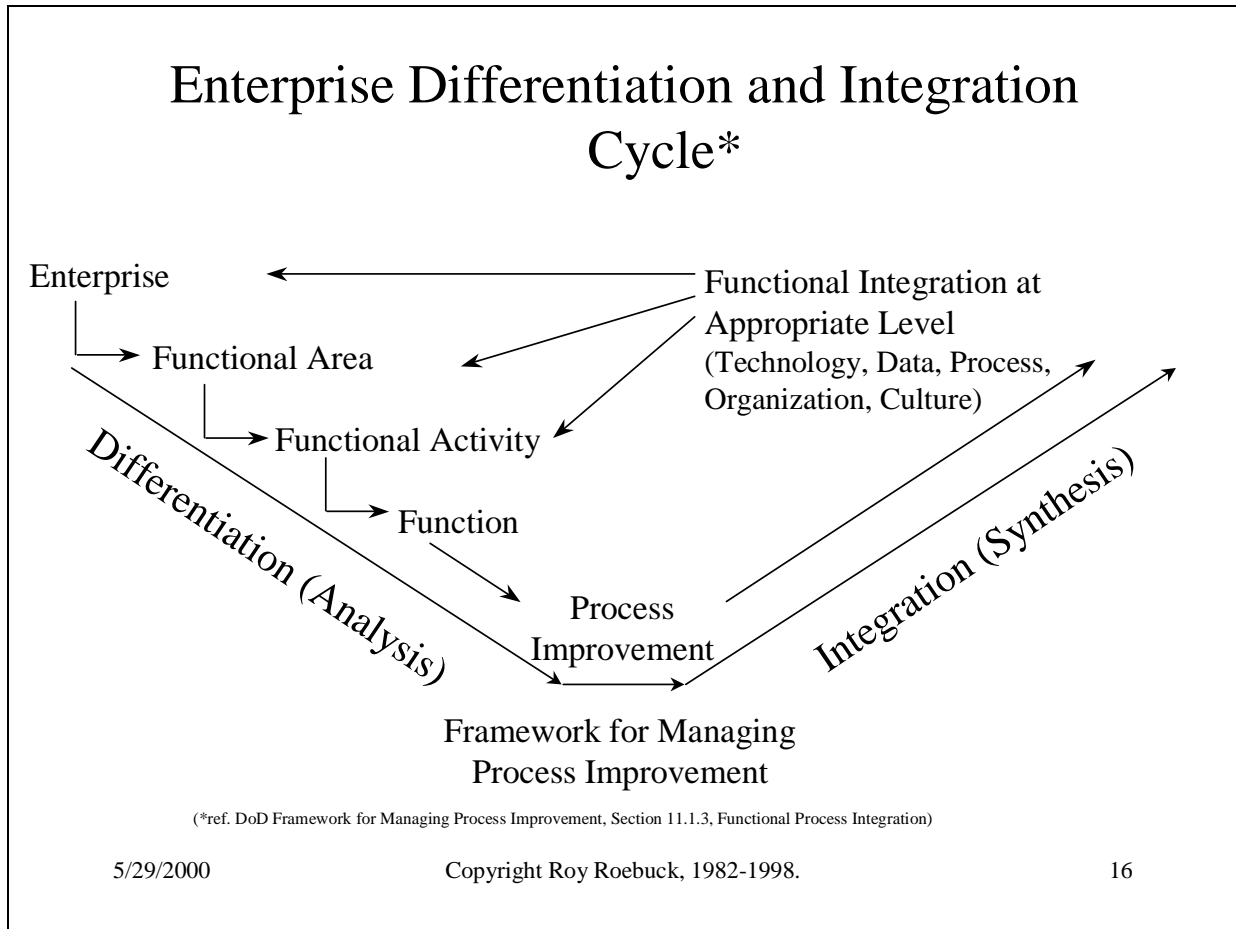 Enterprise Differentiation and Integration
Cycle*
Enterprise
Functional Area
Functional Activity
Function
Process
Improvement
Functional Integration at
Appropriate Level
(Technology, Data, Process,
Organization, Culture)
Differentiation (Analysis)
Integration (Synthesis)
Framework for Managing
Process Improvement
(*ref. DoD Framework for Managing Process Improvement, Section 11.1.3, Functional Process Integration)
5/29/2000
Copyright Roy Roebuck, 1982-1998.
16